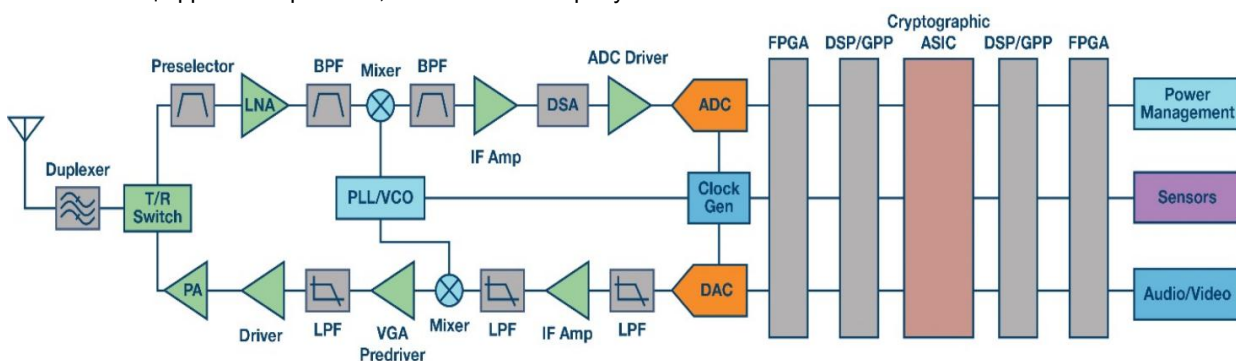 Cryptographic
FPGA DSP/GPP ASIC DSP/GPP FPGA
ADC Driver
Preselector BPF Mixer BPF
LNA DSA ADC
Power
Management
IF Amp
Duplexer
T/R
Switch
PLL/VCO
Clock
Gen
Sensors
PA DAC
Audio/Video
Driver LPF VGA
Predriver
Mixer LPF IF Amp LPF